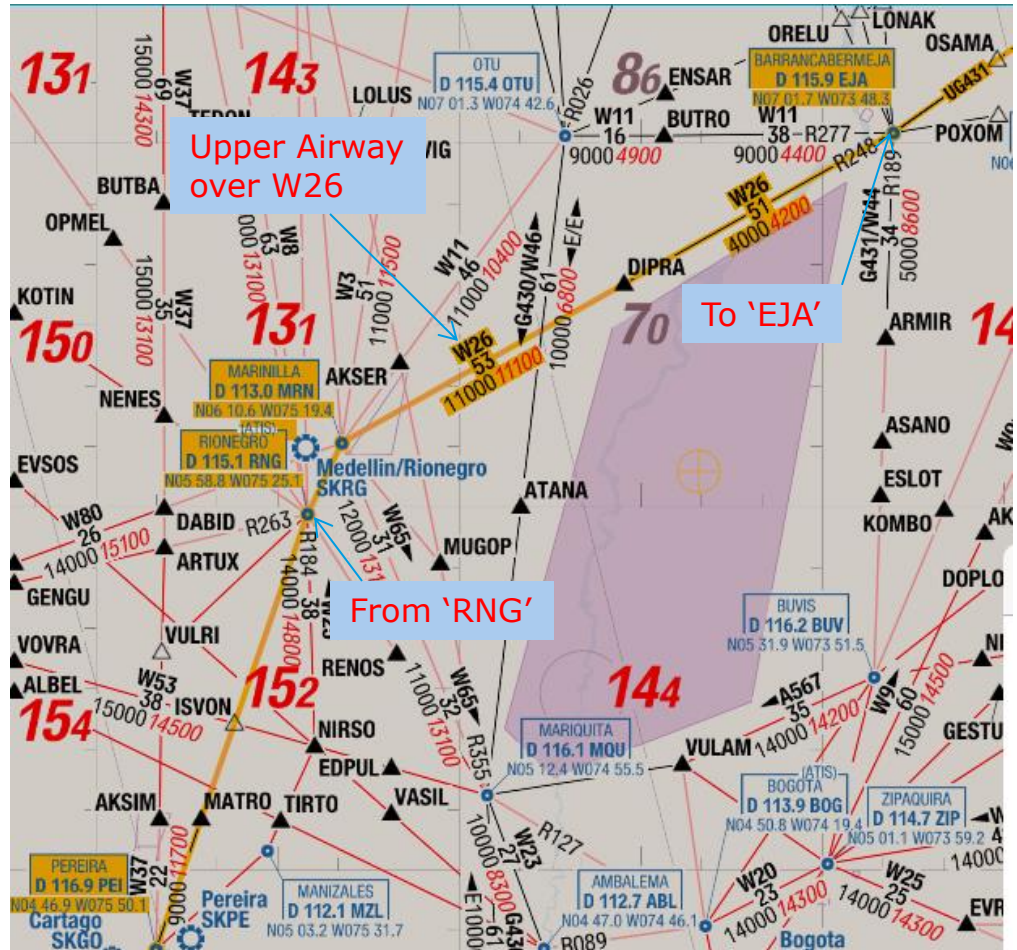 ORELU
LONAK
OSAMA
OTU
D 115.4 OTU
N07 01.3 W074 42.6
BARRANCABERMEJA
D 115.9 EJA
N07 01.7 W073 48.3
UG431
POXOM
131
143
86
W37
69
15000 14300
LOLUS
ENSAR
BUTRO
R026
W11
16
9000 4900
W11
38
9000 4400
R277
R248
R189
Upper Airway
over W26
BUTBA
OPMEL
W37
35
15000 13100
W8
63
13100
W3
51
11000 11500
W11
46
11000 10400
G430/W46
E/E
61
10000 6800
W26
51
4000 4200
DIPRA
G431/W44
34
5000 8600
To ‘EJA’
ARMIR
KOTIN
150
131
70
14
W26
53
11000 11100
MARINILLA
D 113.0 MRN
N06 10.6 W075 19.4
AKSER
NENES
(ATIS)
RIONEGRO
D 115.1 RNG
N05 58.8 W075 25.1
Medellin/Rionegro
SKRG
ASANO
EVSOS
ESLOT
ATANA
KOMBO
W80
26
14000 15100
DABID
ARTUX
R263
R184
38
14000 14800
12000
31
W65
MUGOP
GENGU
DOPLO
From ‘RNG’
BUVIS
D 116.2 BUV
N05 31.9 W073 51.5
VOVRA
VULRI
RENOS
ALBEL
W53
38
15000 14500
ISVON
152
154
144
W65
32
11000 13100
A567
35
14000 14200
W9
60
15000 14500
GESTU
NIRSO
R355
MARIQUITA
D 116.1 MQU
N05 12.4 W074 55.5
VULAM
EDPUL
VASIL
(ATIS)
BOGOTA
D 113.9 BOG
N04 50.8 W074 19.4
ZIPAQUIRA
D 114.7 ZIP
N05 01.1 W073 59.2
AKSIM
MATRO
TIRTO
R127
W23
27
10000 8300
W37
22
9000 11700
PEREIRA
D 116.9 PEI
N04 46.9 W075 50.1
Cartago
SKGO
Pereira
SKPE
MANIZALES
D 112.1 MZL
N05 03.2 W075 31.7
AMBALEMA
D 112.7 ABL
N04 47.0 W074 46.1
W20
23
14000 14300
W25
25
14000 14300
14000
R089
61
Bogota